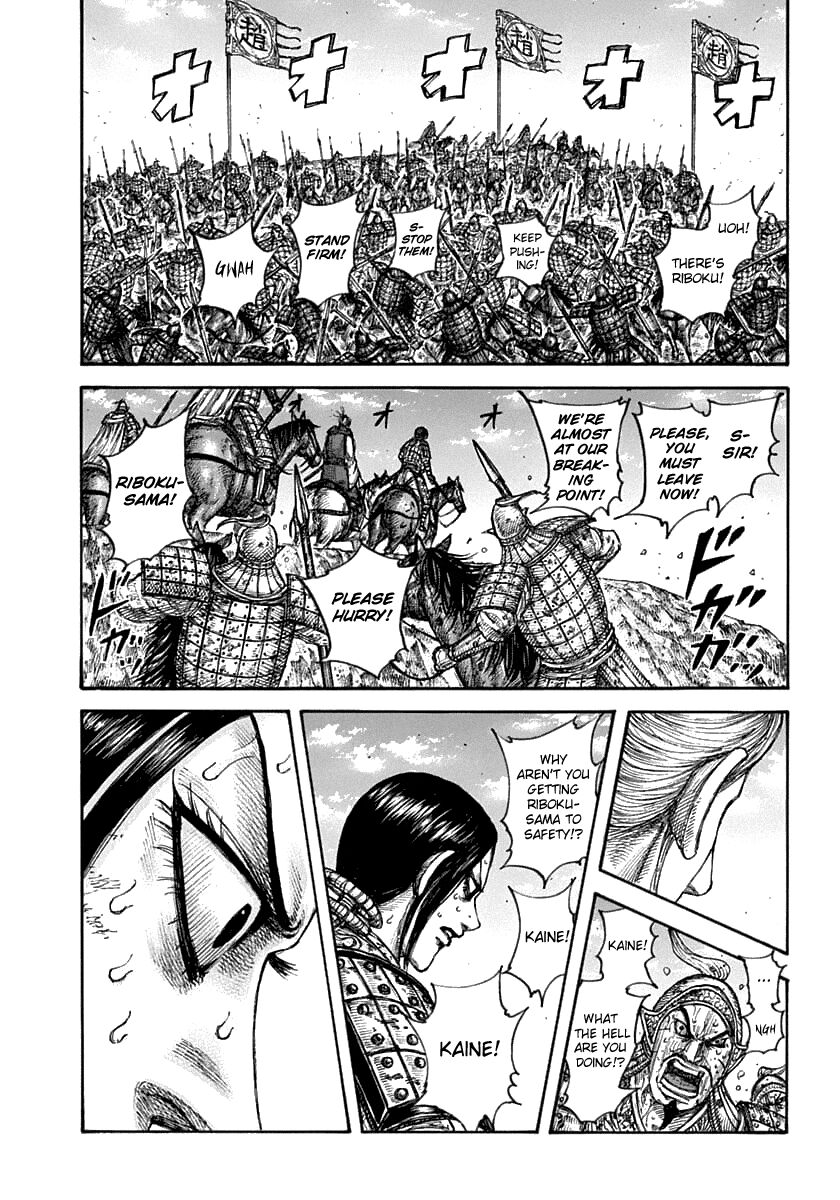 趙
趙
趙
オ
オ
オ
オ
オ
UOH!
THERE'S
RIBOKU!
KEEP
PUSH-
ING!
S-
STOP
THEM!
STAND
FIRM!
GWAH
S-
SIR!
PLEASE,
YOU
MUST
LEAVE
NOW!
WE'RE
ALMOST
AT OUR
BREAK-
ING
POINT!
オ
オ
オ
RIBOKU-
SAMA!
PLEASE
HURRY!
ドガガッ
ドガッ
...
NGH
KAINE!
WHAT
THE HELL
ARE YOU
DOING!?
WHY
AREN'T YOU
GETTING
RIBOKU-
SAMA TO
SAFETY!?
KAINE!
KAINE!